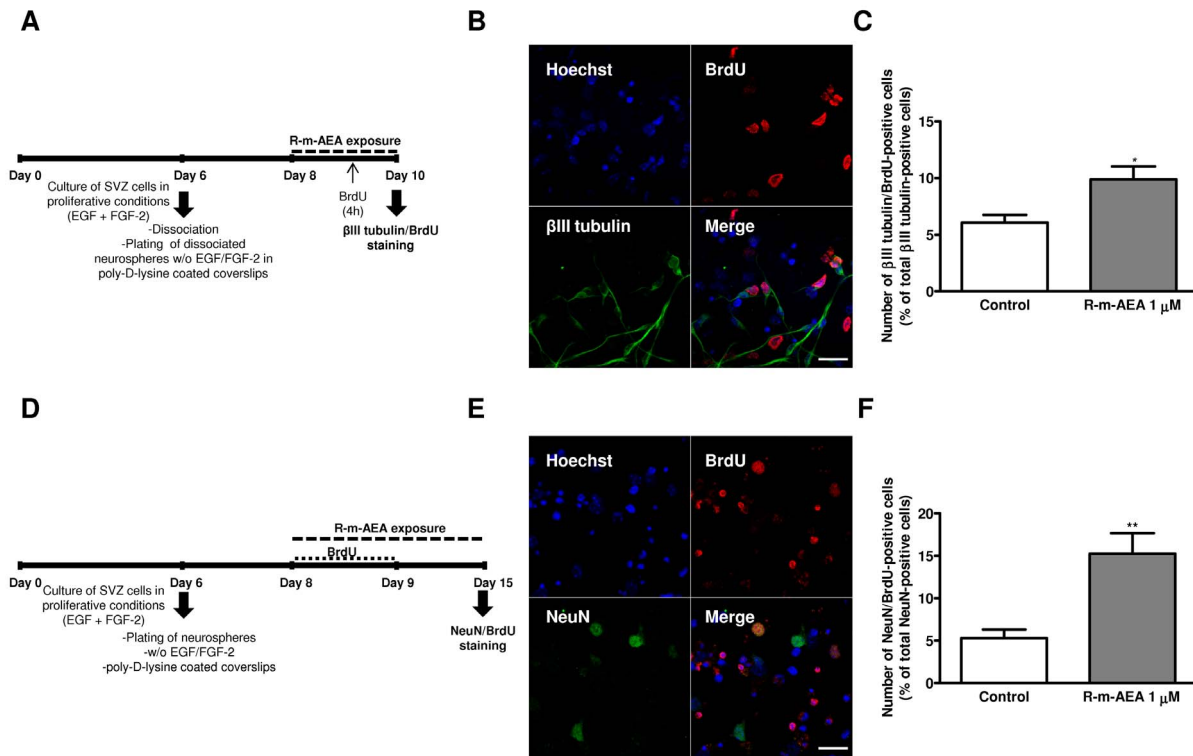 A
R-m-AEA exposure
Day 0
Day 6
Day 8
Day 10
Culture of SVZ cells in
proliferative conditions
(EGF + FGF-2)
BrdU
(4h)
-Dissociation
-Plating of dissociated
neurospheres w/o EGF/FGF-2 in
poly-D-lysine coated coverslips
βIII tubulin/BrdU
staining
B
Hoechst
BrdU
βIII tubulin
Merge
C
Number of βIII tubulin/BrdU-positive cells
(% of total βIII tubulin-positive cells)
15
10
5
0
*
Control
R-m-AEA 1 μM
D
R-m-AEA exposure
BrdU
Day 0
Day 6
Day 8
Day 9
Day 15
Culture of SVZ cells in
proliferative conditions
(EGF + FGF-2)
-Plating of neurospheres
-w/o EGF/FGF-2
-poly-D-lysine coated coverslips
NeuN/BrdU
staining
E
Hoechst
BrdU
NeuN
Merge
F
Number of NeuN/BrdU-positive cells
(% of total NeuN-positive cells)
20
15
10
5
0
**
Control
R-m-AEA 1 μM